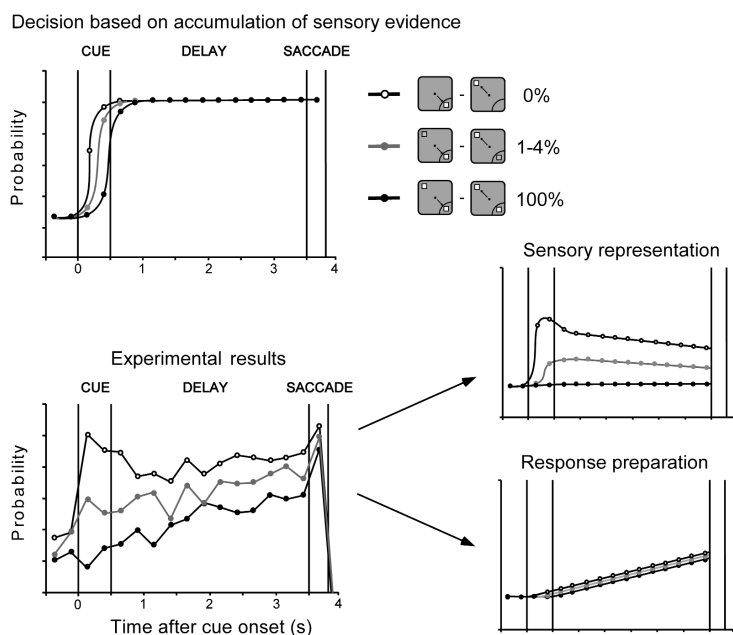 Decision based on accumulation of sensory evidence
CUE DELAY SACCADE
Probability
0 1 2 3 4
- 0%
- 1-4%
- 100%
Experimental results
CUE DELAY SACCADE
Probability
0 1 2 3 4
Time after cue onset (s)
Sensory representation
Response preparation